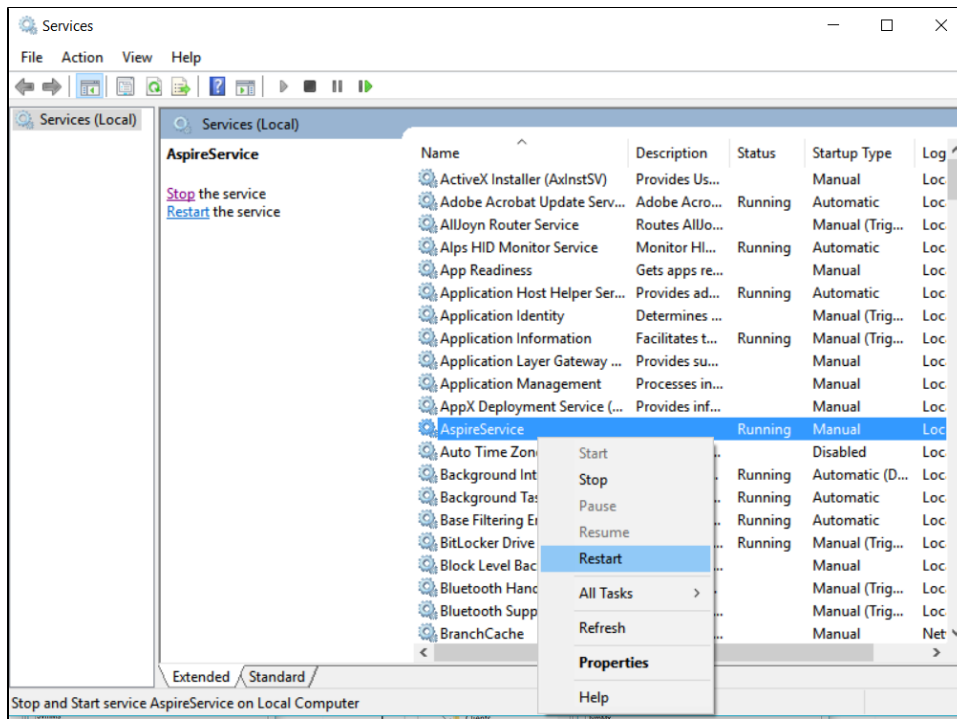 Services
File Action View Help
Services (Local)
Services (Local)
AspireService
Stop the service
Restart the service
Name Description Status Startup Type Log
ActiveX Installer (AxInstSV) Provides Us... Manual Loc
Adobe Acrobat Update Serv... Adobe Acro... Running Automatic Loc
AllJoyn Router Service Routes AllJo... Manual (Trig... Loc
Alps HID Monitor Service Monitor HI... Running Automatic Loc
App Readiness Gets apps re... Manual Loc
Application Host Helper Ser... Provides ad... Running Automatic Loc
Application Identity Determines ... Manual (Trig... Loc
Application Information Facilitates t... Running Manual (Trig... Loc
Application Layer Gateway ... Provides su... Manual Loc
Application Management Processes in... Manual Loc
AppX Deployment Service (... Provides inf... Manual Loc
AspireService Running Manual Loc
Auto Time Zon Disabled Loc
Background Int Running Automatic (D... Loc
Background Tas Running Automatic Loc
Base Filtering En Running Automatic Loc
BitLocker Drive Running Manual (Trig... Loc
Block Level Bac Manual Loc
Bluetooth Hand Manual (Trig... Loc
Bluetooth Supp Manual (Trig... Loc
BranchCache Manual Net
Start
Stop
Pause
Resume
Restart
All Tasks
Refresh
Properties
Help
Extended Standard
Stop and Start service AspireService on Local Computer